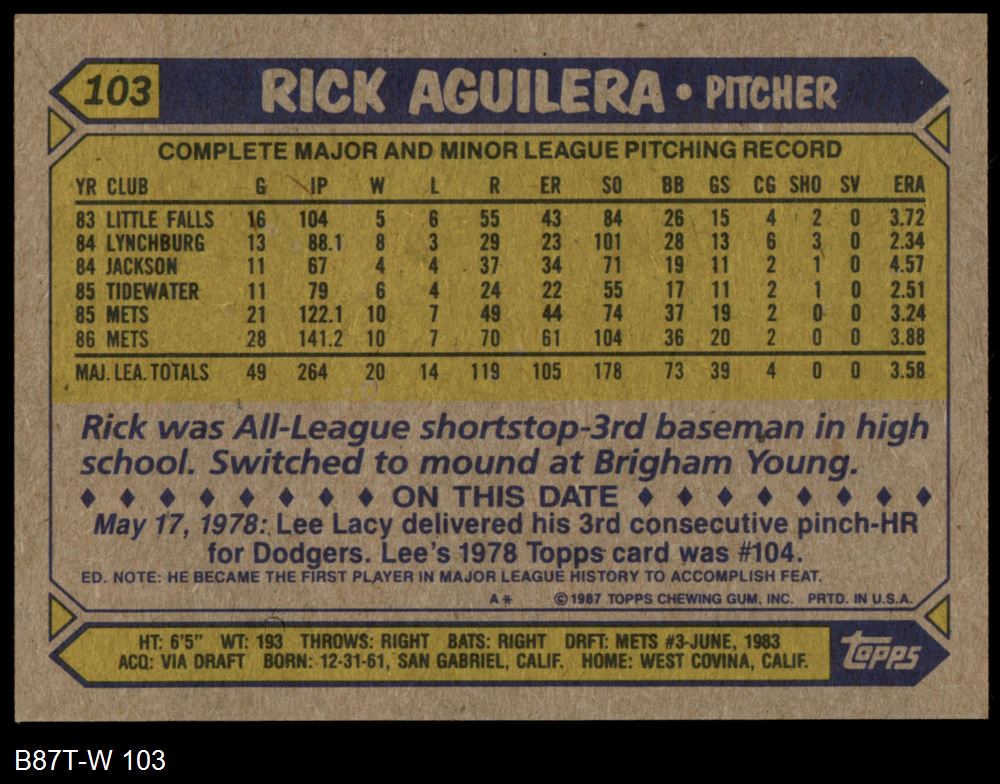 103 RICK AGUILERA • PITCHER
COMPLETE MAJOR AND MINOR LEAGUE PITCHING RECORD
YR CLUB G IP W L R ER SO BB GS CG SHO SV ERA
83 LITTLE FALLS 16 104 5 6 55 43 84 26 15 4 2 0 3.72
84 LYNCHBURG 13 88.1 8 3 29 23 101 28 13 6 3 0 2.34
84 JACKSON 11 67 4 4 37 34 71 19 11 2 1 0 4.57
85 TIDEWATER 11 79 6 4 24 22 55 17 11 2 1 0 2.51
85 METS 21 122.1 10 7 49 44 74 37 19 2 0 0 3.24
86 METS 28 141.2 10 7 70 61 104 36 20 2 0 0 3.88
MAJ. LEA. TOTALS 49 264 20 14 119 105 178 73 39 4 0 0 3.58
Rick was All-League shortstop-3rd baseman in high
school. Switched to mound at Brigham Young.
♦ ♦ ♦ ♦ ♦ ♦ ♦ ♦ ON THIS DATE ♦ ♦ ♦ ♦ ♦ ♦ ♦ ♦
May 17, 1978: Lee Lacy delivered his 3rd consecutive pinch-HR
for Dodgers. Lee's 1978 Topps card was #104.
ED. NOTE: HE BECAME THE FIRST PLAYER IN MAJOR LEAGUE HISTORY TO ACCOMPLISH FEAT.
A* © 1987 TOPPS CHEWING GUM, INC. PRTD. IN U.S.A.
HT: 6'5" WT: 193 THROWS: RIGHT BATS: RIGHT DRFT: METS #3-JUNE, 1983
ACQ: VIA DRAFT BORN: 12-31-61, SAN GABRIEL, CALIF. HOME: WEST COVINA, CALIF.
topps
B87T-W 103